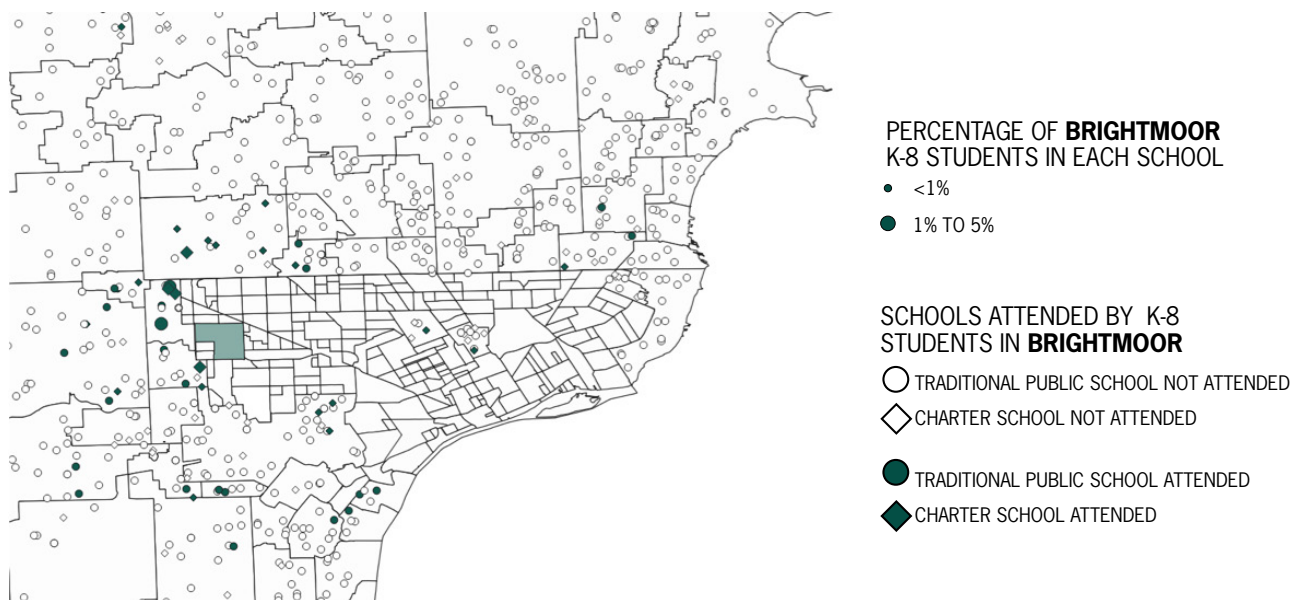 PERCENTAGE OF BRIGHTMOOR
K-8 STUDENTS IN EACH SCHOOL
<1%
1% TO 5%
SCHOOLS ATTENDED BY K-8
STUDENTS IN BRIGHTMOOR
TRADITIONAL PUBLIC SCHOOL NOT ATTENDED
CHARTER SCHOOL NOT ATTENDED
TRADITIONAL PUBLIC SCHOOL ATTENDED
CHARTER SCHOOL ATTENDED